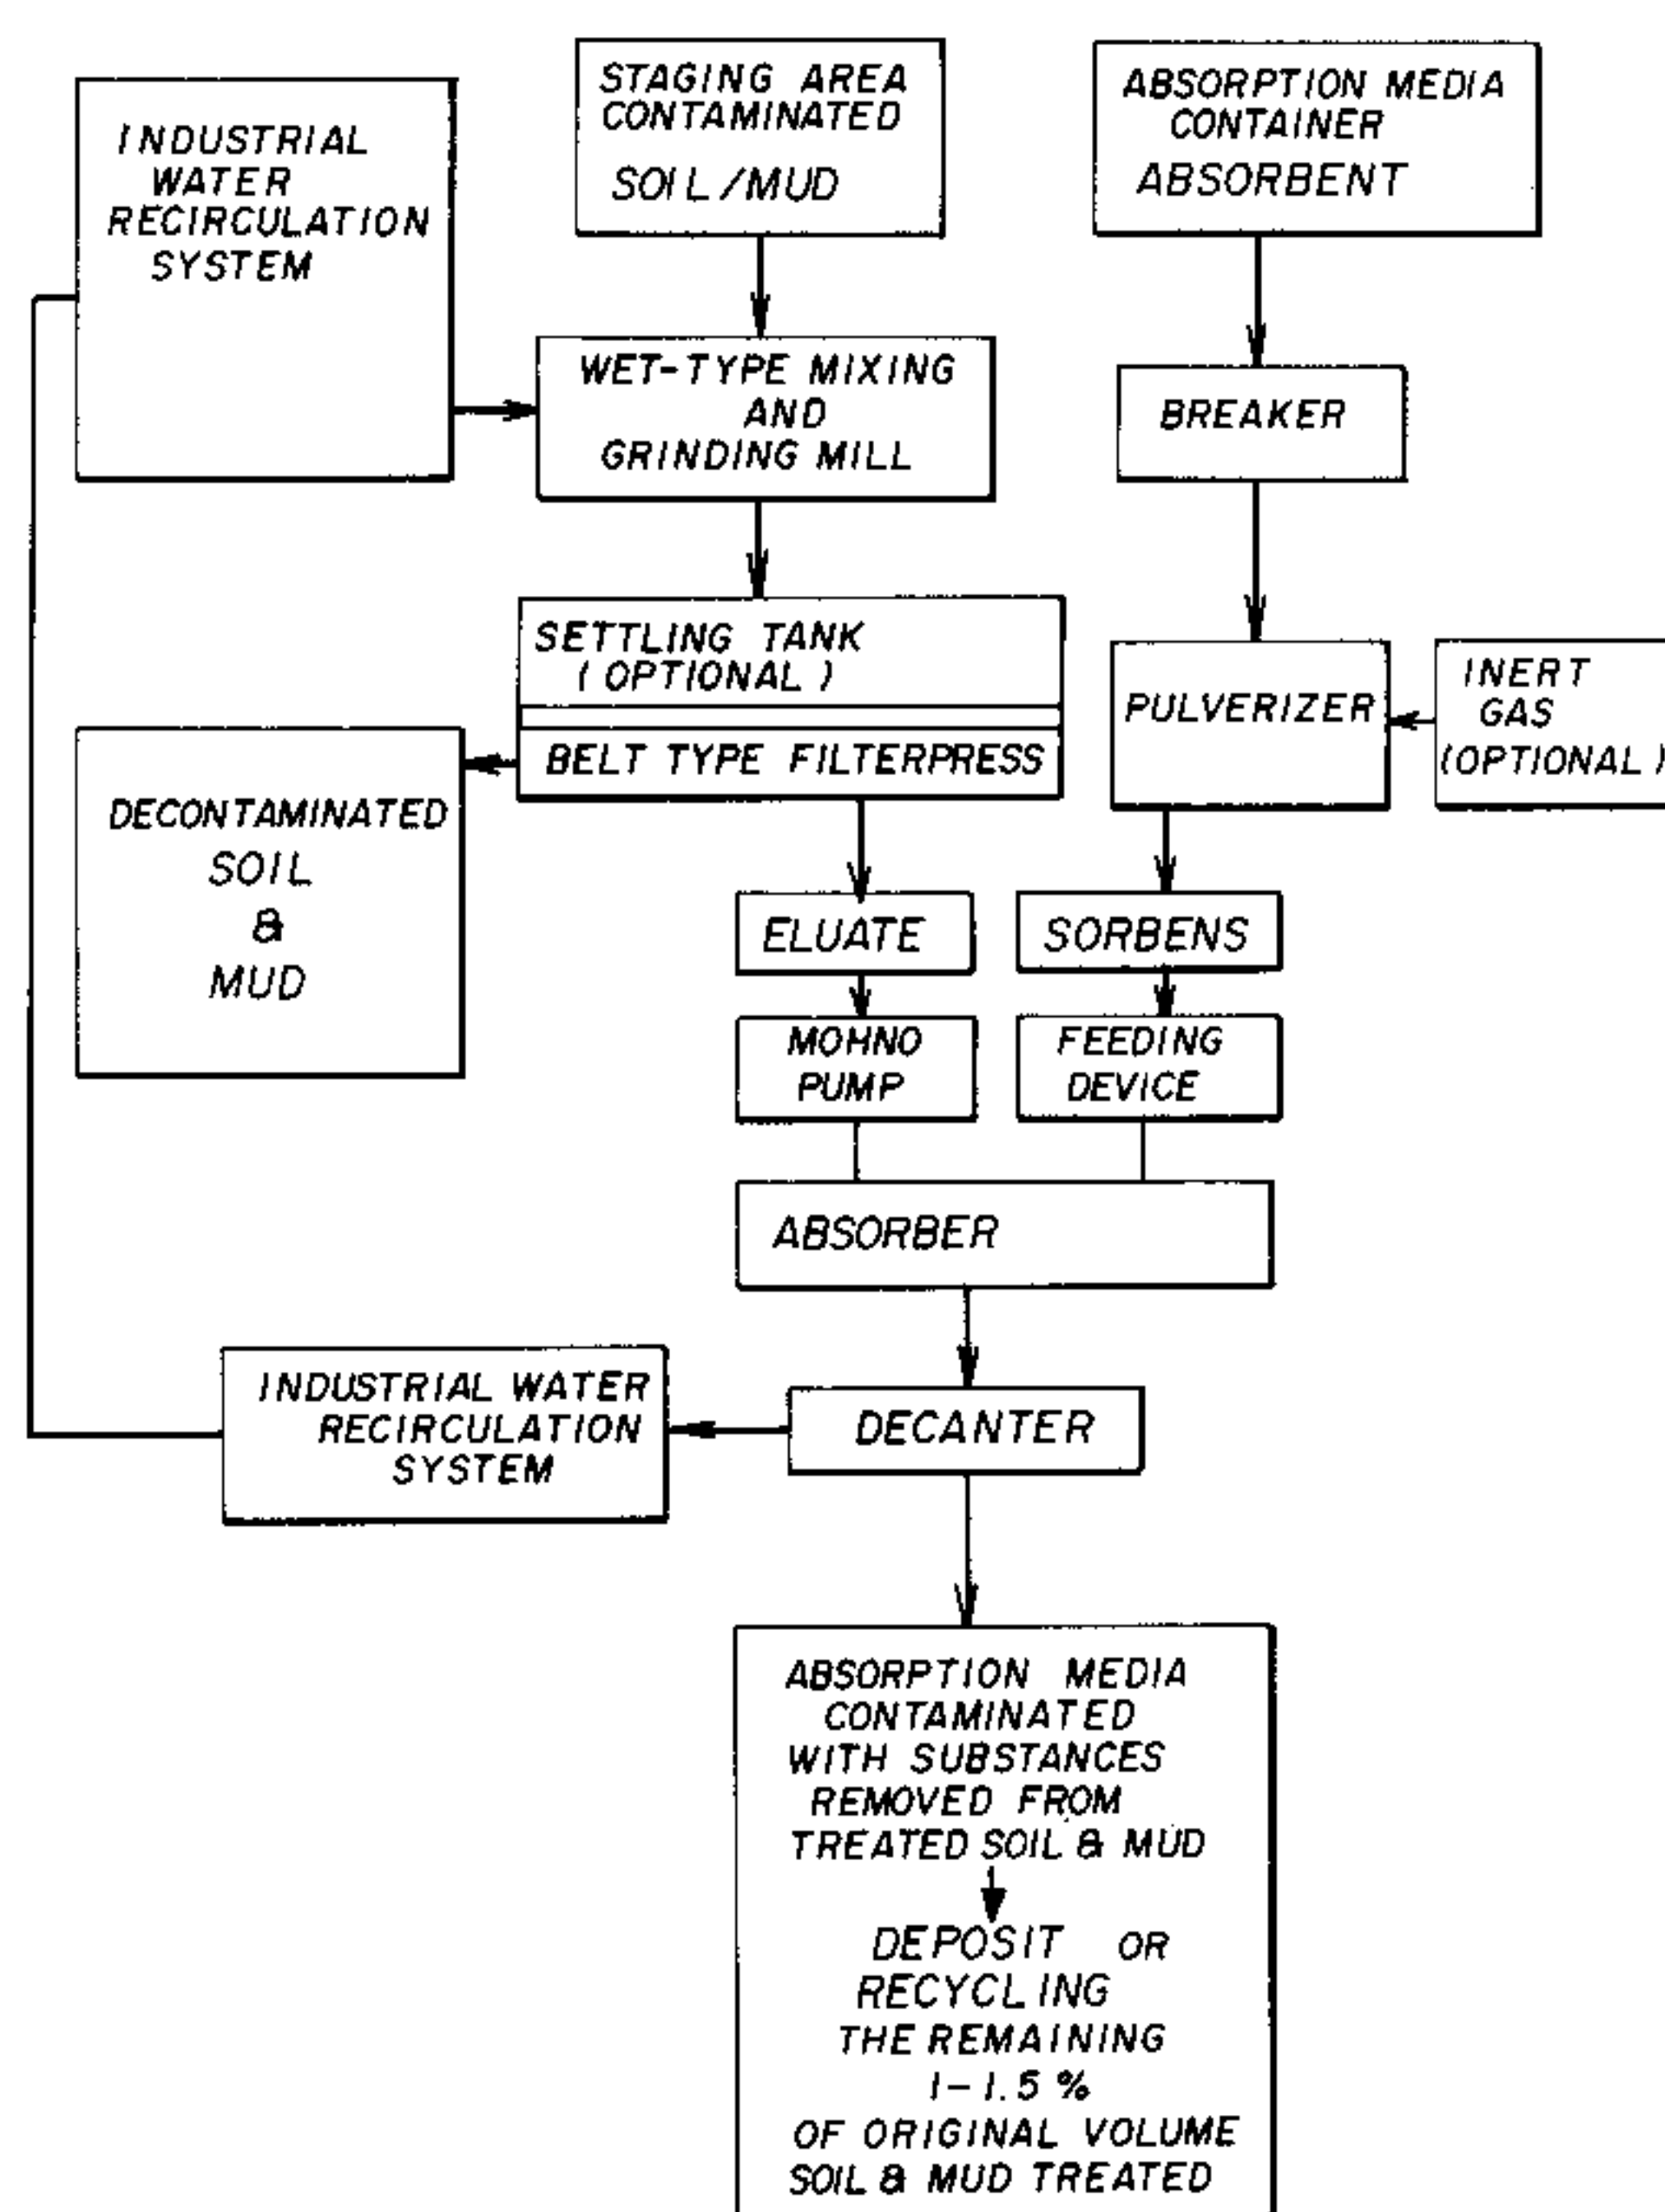 INDUSTRIAL
WATER
RECIRCULATION
SYSTEM
STAGING AREA
CONTAMINATED
SOIL/MUD
ABSORPTION MEDIA
CONTAINER
ABSORBENT
WET-TYPE MIXING
AND
GRINDING MILL
BREAKER
SETTLING TANK
(OPTIONAL)
BELT TYPE FILTERPRESS
PULVERIZER
INERT
GAS
(OPTIONAL)
DECONTAMINATED
SOIL
&
MUD
ELUATE
SORBENS
MOHNO
PUMP
FEEDING
DEVICE
ABSORBER
INDUSTRIAL WATER
RECIRCULATION
SYSTEM
DECANTER
ABSORPTION MEDIA
CONTAMINATED
WITH SUBSTANCES
REMOVED FROM
TREATED SOIL & MUD
DEPOSIT OR
RECYCLING
THE REMAINING
1-1.5%
OF ORIGINAL VOLUME
SOIL & MUD TREATED